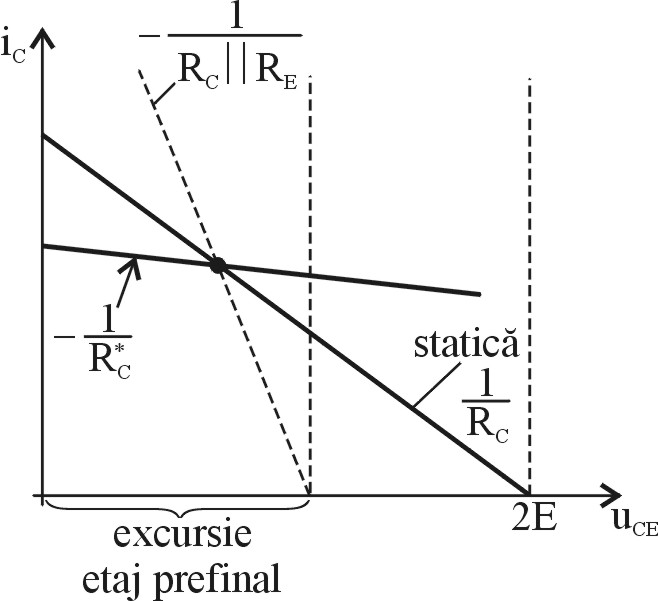 i_C
- 1 / R_C||R_E
- 1 / R_C^*
statică
1 / R_C
2E
u_CE
excursie
etaj prefinal